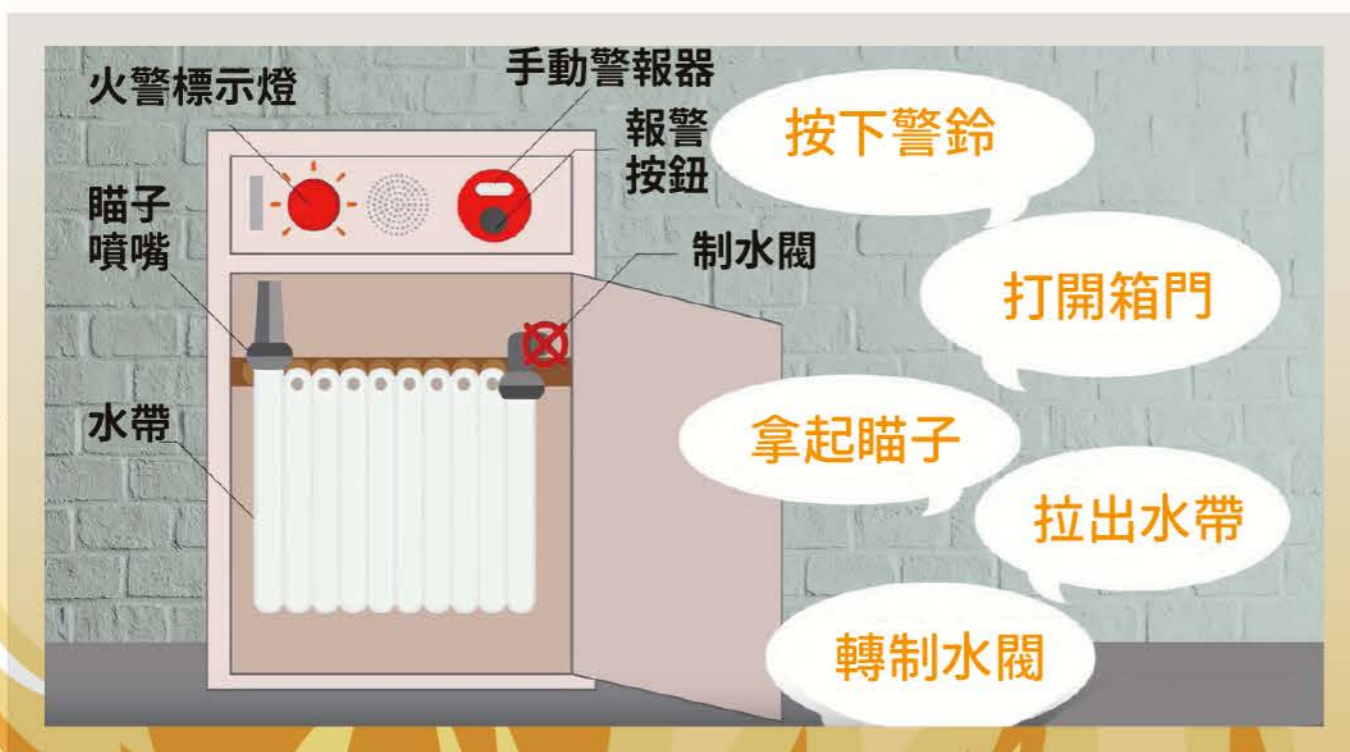 火警標示燈
手動警報器
報警
按鈕
瞄子
噴嘴
制水閥
水帶
按下警鈴
打開箱門
拿起瞄子
拉出水帶
轉制水閥